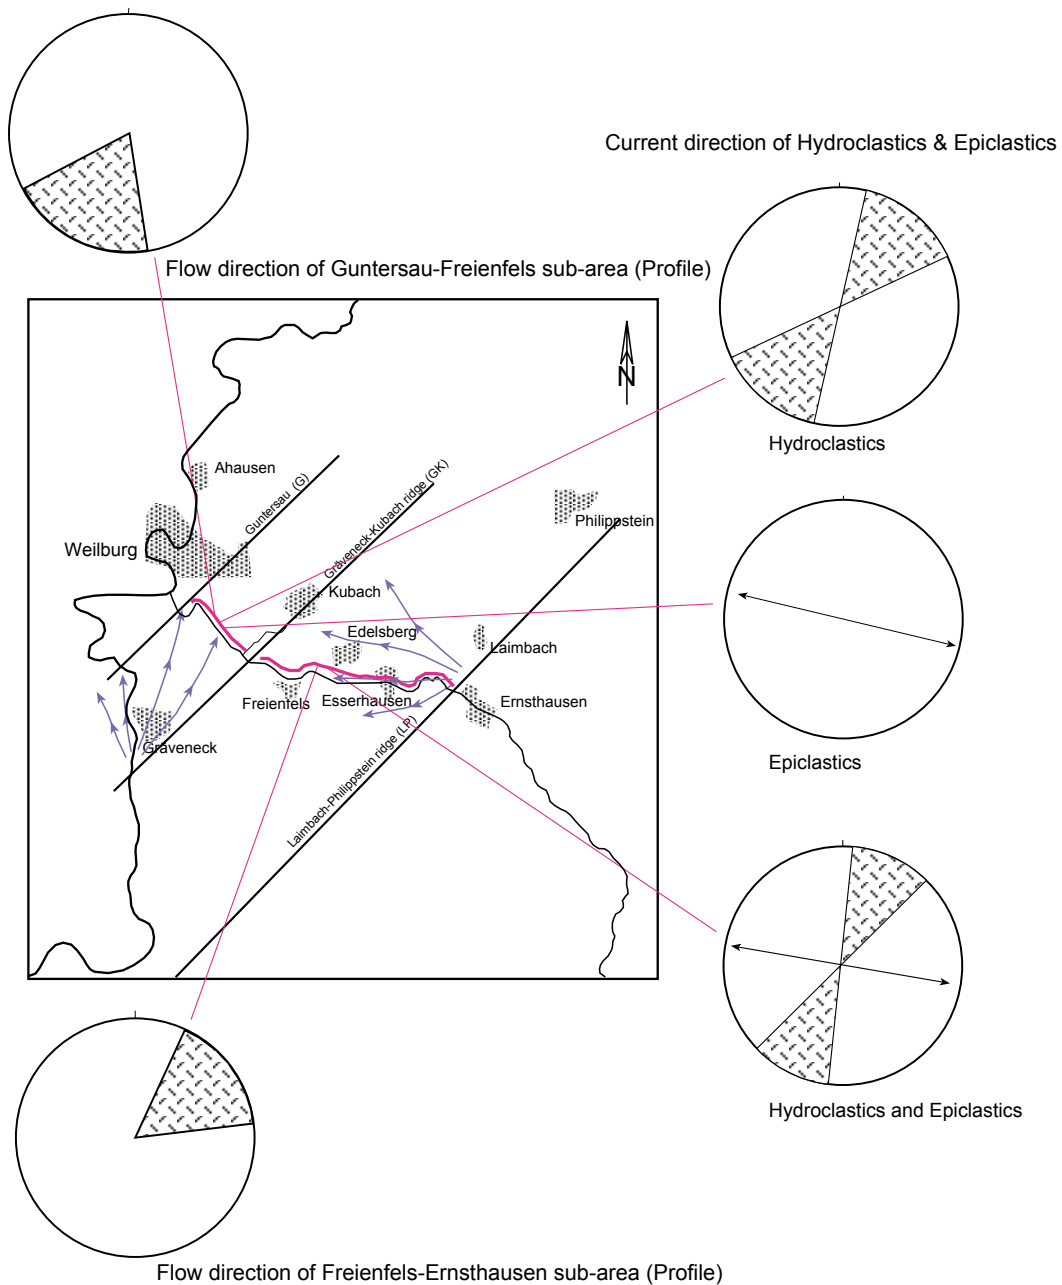 Current direction of Hydroclastics & Epiclastics
Flow direction of Guntersau-Freienfels sub-area (Profile)
N
Hydroclastics
Ahausen
Guntersau (G)
Gräveneck-Kubach ridge (GK)
Philippstein
Weilburg
Kubach
Edelsberg
Laimbach
Freienfels
Esserhausen
Ernsthausen
Gräveneck
Laimbach-Philippstein ridge (LP)
Epiclastics
Hydroclastics and Epiclastics
Flow direction of Freienfels-Ernsthausen sub-area (Profile)